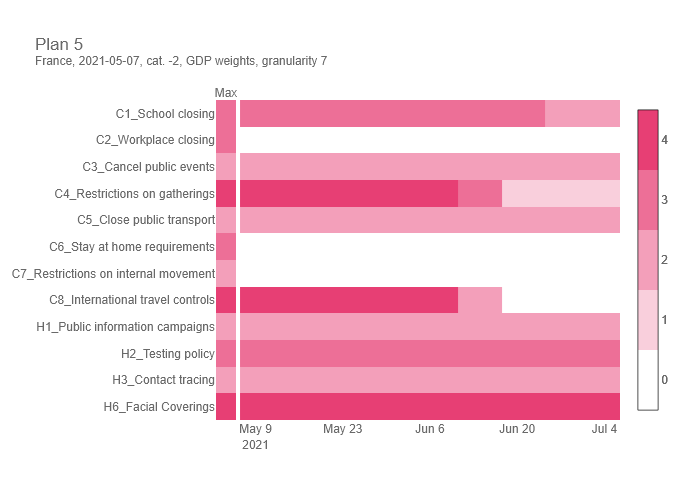 Plan 5
France, 2021-05-07, cat. -2, GDP weights, granularity 7
Max
C1_School closing
C2_Workplace closing
C3_Cancel public events
C4_Restrictions on gatherings
C5_Close public transport
C6_Stay at home requirements
C7_Restrictions on internal movement
C8_International travel controls
H1_Public information campaigns
H2_Testing policy
H3_Contact tracing
H6_Facial Coverings
May 9 May 23 Jun 6 Jun 20 Jul 4
2021
4
3
2
1
0